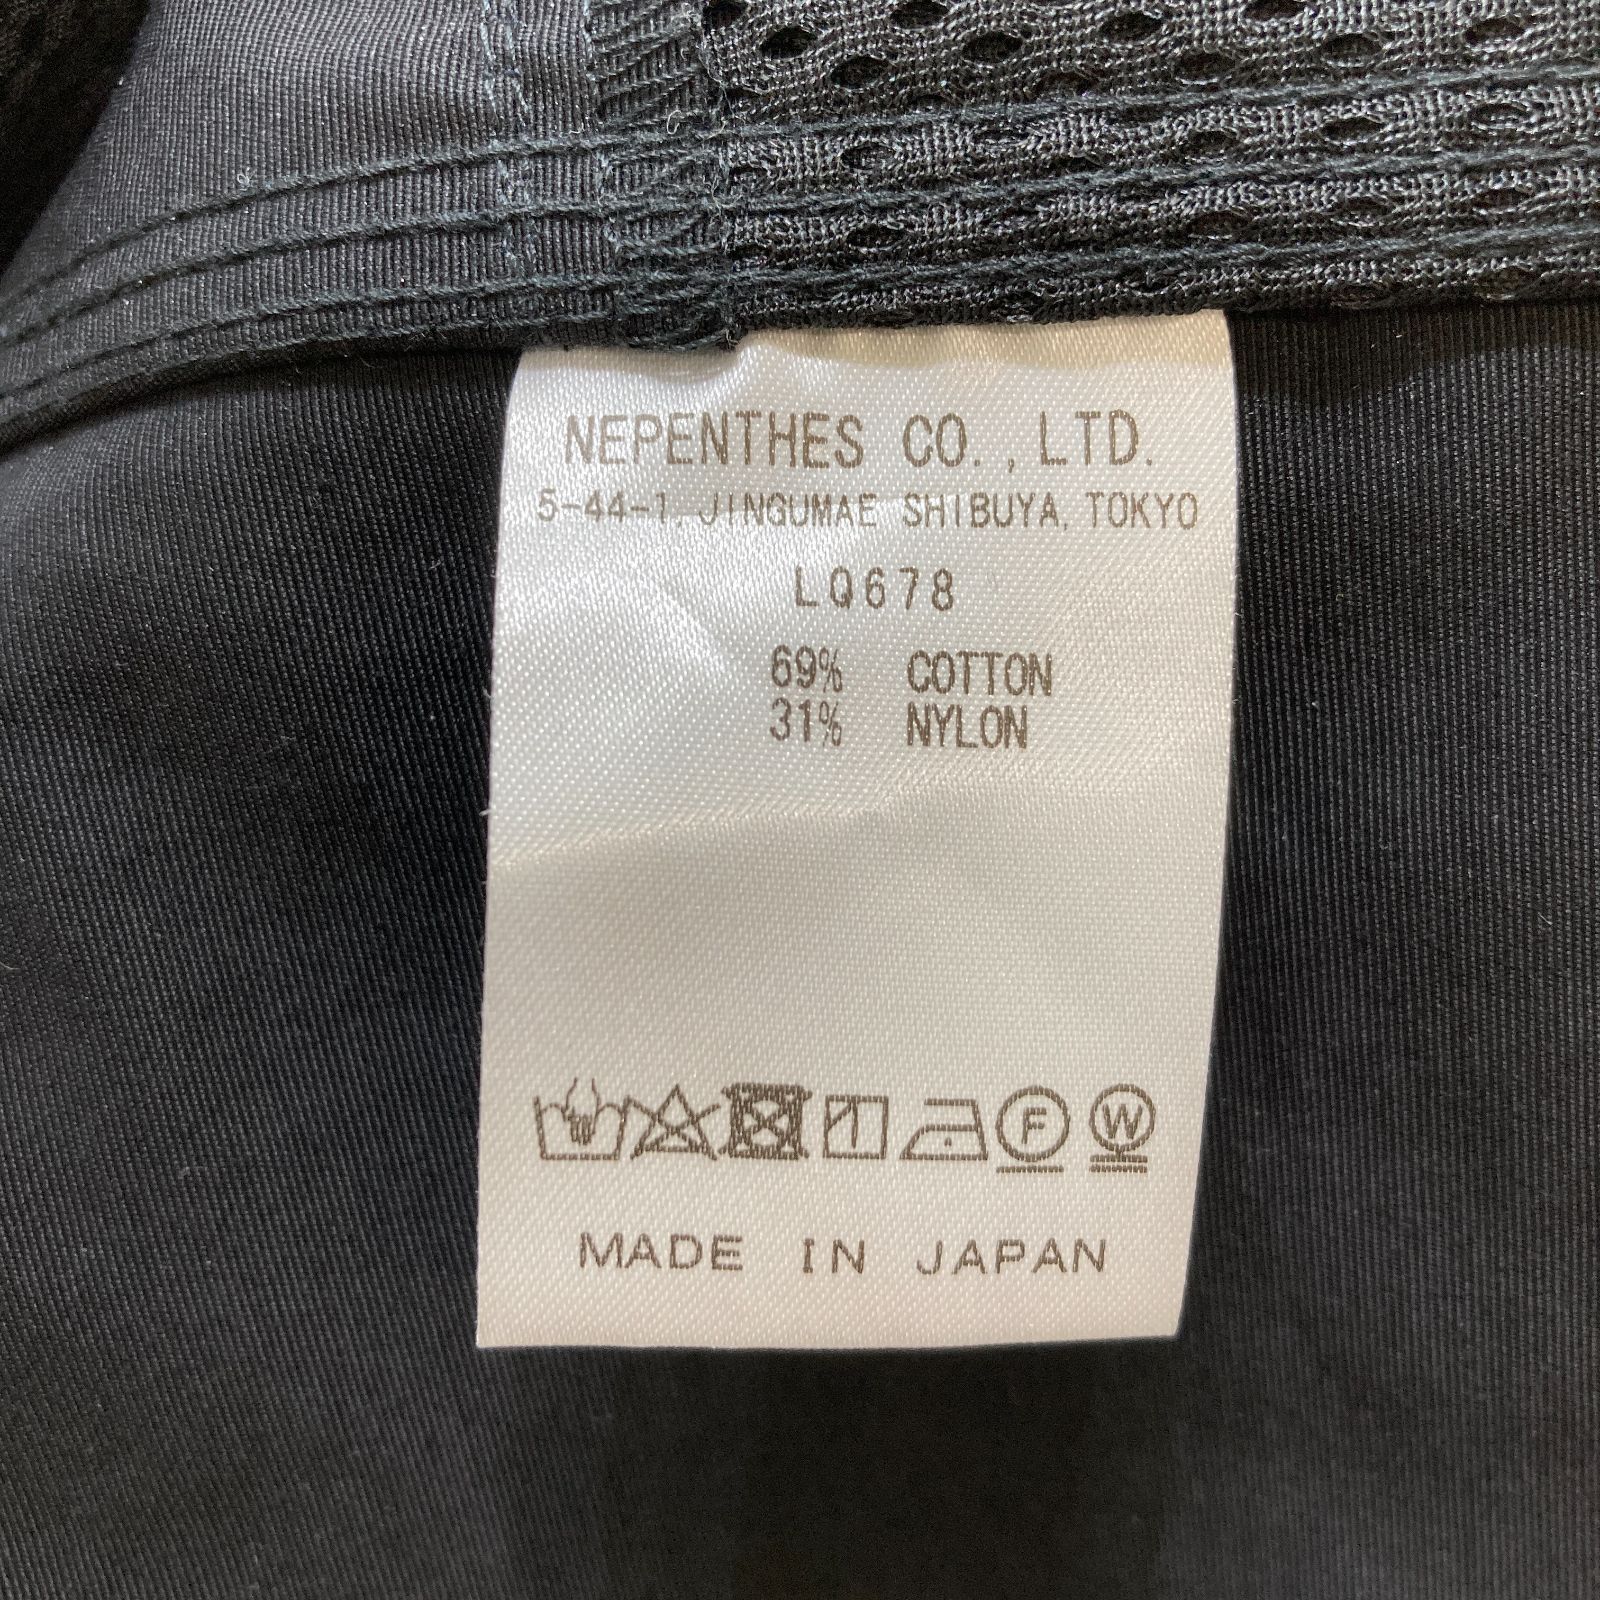 NEPENTHES CO.,LTD.
5-44-1, JINGUMAE SHIBUYA, TOKYO
LQ678
69% COTTON
31% NYLON
F W
MADE IN JAPAN